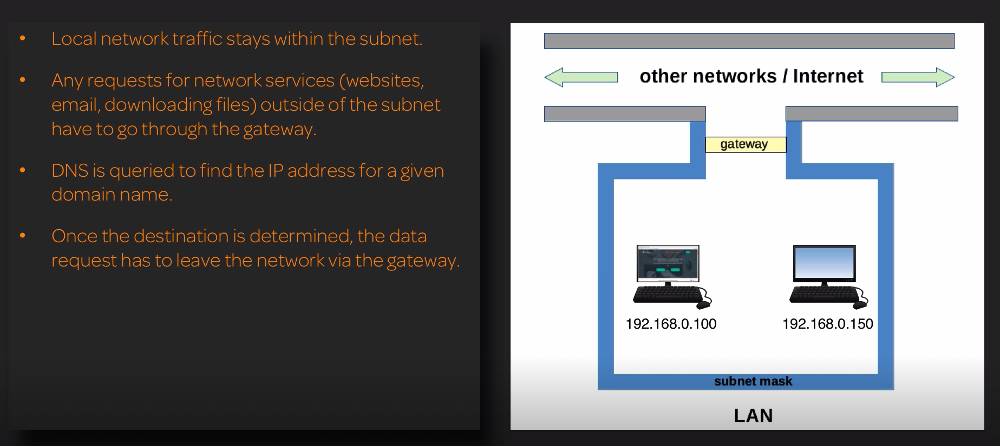 • Local network traffic stays within the subnet.
• Any requests for network services (websites,
email, downloading files) outside of the subnet
have to go through the gateway.
• DNS is queried to find the IP address for a given
domain name.
• Once the destination is determined, the data
request has to leave the network via the gateway.
other networks / Internet
gateway
192.168.0.100
192.168.0.150
subnet mask
LAN